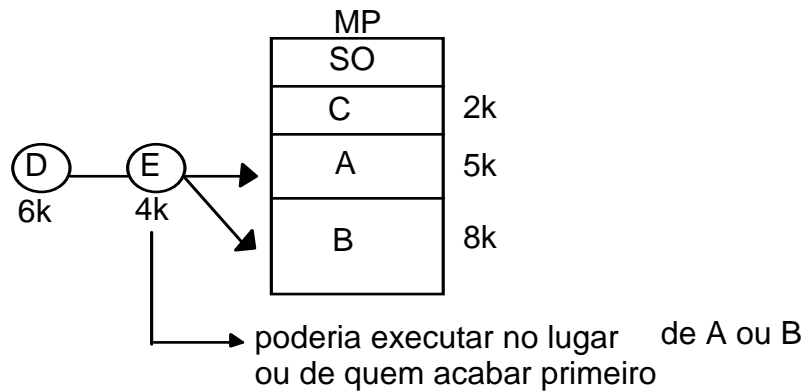 MP
SO
C 2k
D E A 5k
6k 4k
B 8k
poderia executar no lugar de A ou B
ou de quem acabar primeiro